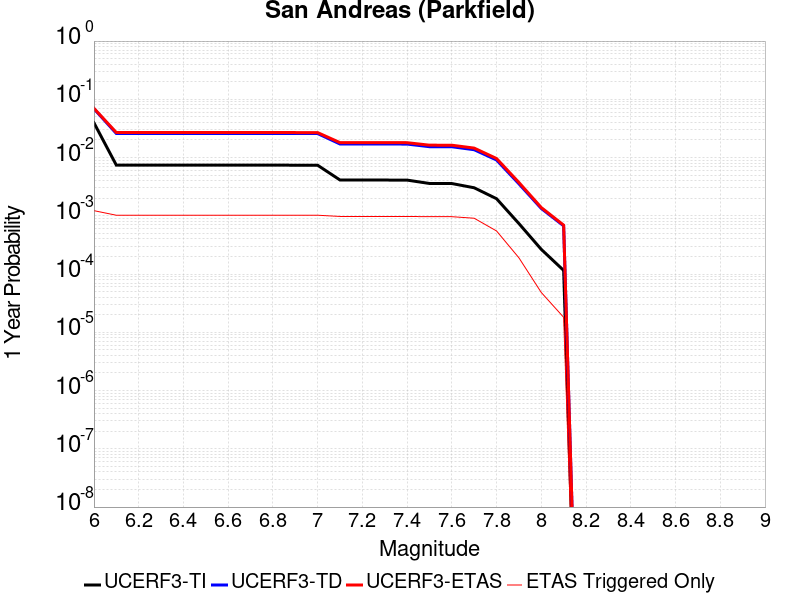 San Andreas (Parkfield)
10^0
10^-1
10^-2
10^-3
10^-4
10^-5
10^-6
10^-7
10^-8
1 Year Probability
6 6.2 6.4 6.6 6.8 7 7.2 7.4 7.6 7.8 8 8.2 8.4 8.6 8.8 9
Magnitude
UCERF3-TI UCERF3-TD UCERF3-ETAS ETAS Triggered Only